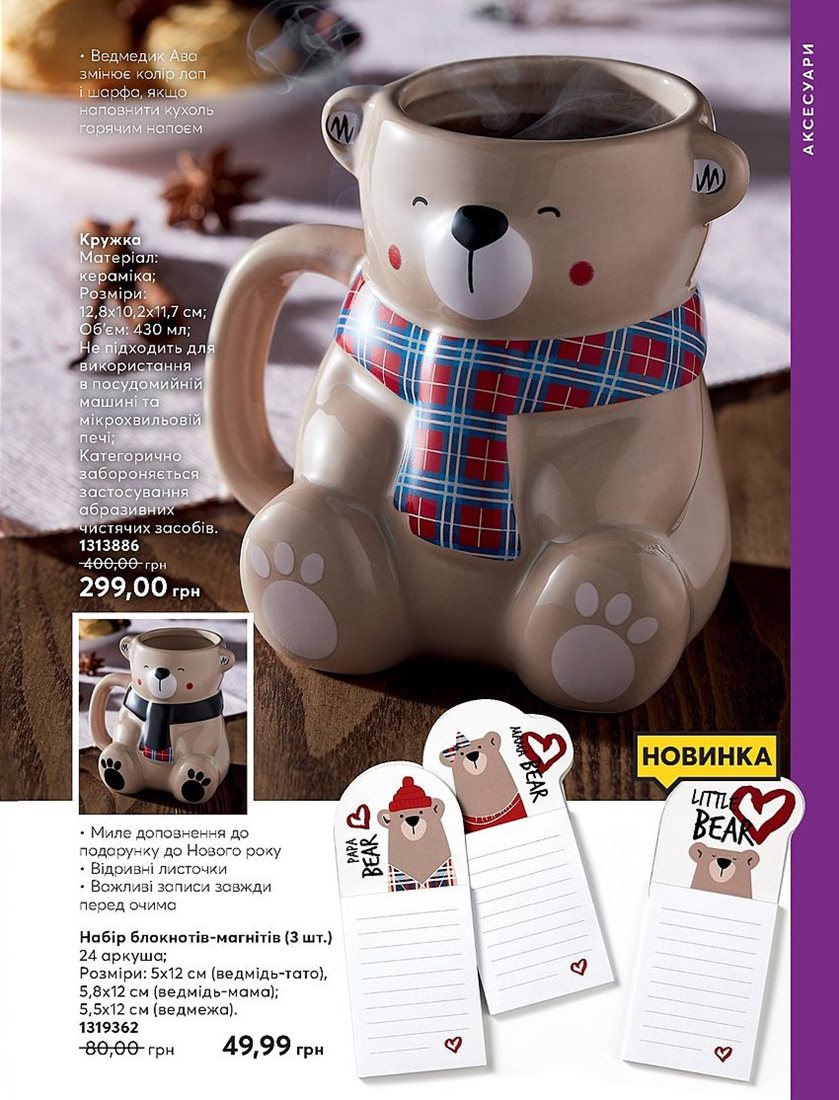 • Ведмедик Ава
змінює колір лап
і шарфа, якщо
наповнити кухоль
гарячим напоєм
АКСЕСУАРИ
Кружка
Матеріал:
кераміка;
Розміри:
12,8х10,2х11,7 см;
Об'єм: 430 мл;
Не підходить для
використання
в посудомийній
машині та
мікрохвильовій
печі;
Категорично
забороняється
застосування
абразивних
чистячих засобів.
1313886
400,00 грн
299,00 грн
НОВИНКА
MAMA BEAR
PAPA
BEAR
LITTLE
BEAR
• Миле доповнення до
подарунку до Нового року
• Відривні листочки
• Важливі записи завжди
перед очима
Набір блокнотів-магнітів (3 шт.)
24 аркуша;
Розміри: 5х12 см (ведмідь-тато),
5,8х12 см (ведмідь-мама);
5,5х12 см (ведмежа).
1319362
80,00 грн
49,99 грн